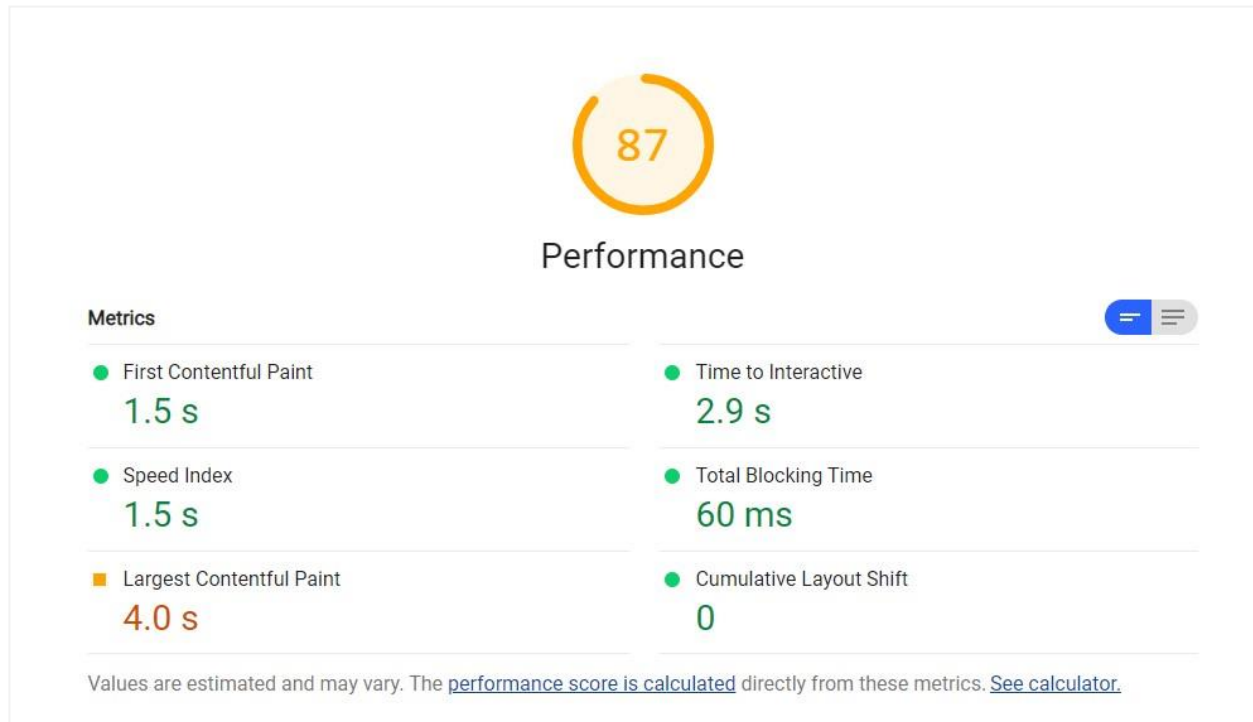 87
Performance
Metrics
First Contentful Paint
1.5 s
Time to Interactive
2.9 s
Speed Index
1.5 s
Total Blocking Time
60 ms
Largest Contentful Paint
4.0 s
Cumulative Layout Shift
0
Values are estimated and may vary. The performance score is calculated directly from these metrics. See calculator.